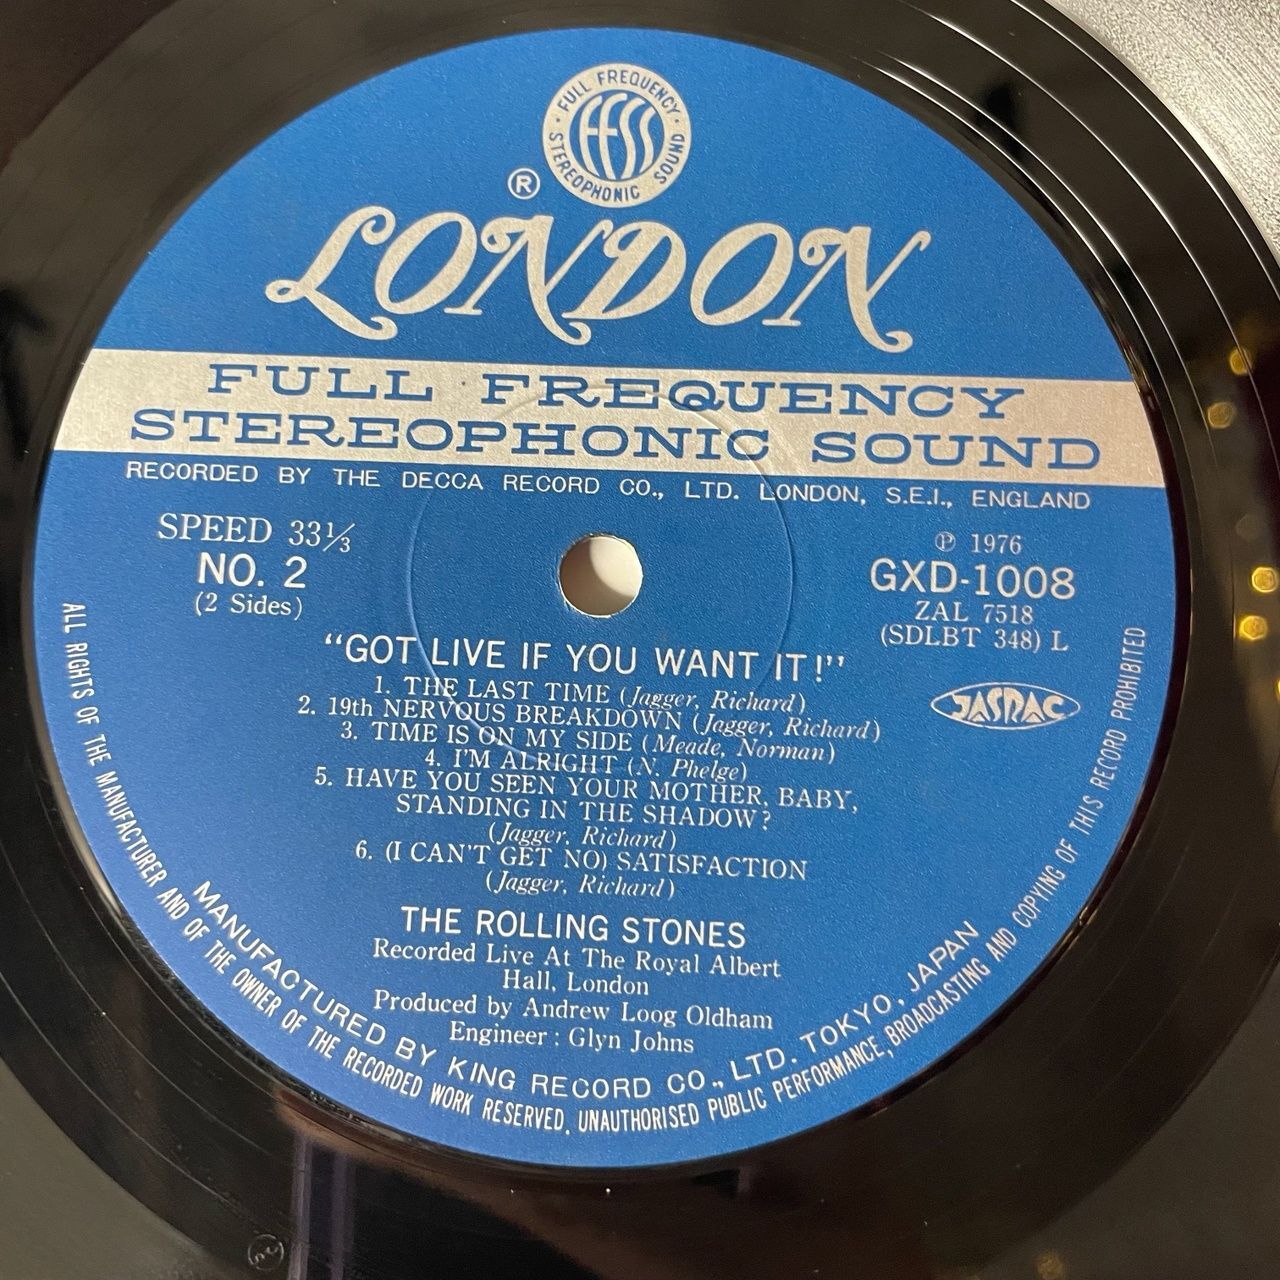 FULL FREQUENCY
FFSS
STEREOPHONIC SOUND
®
LONDON
FULL FREQUENCY
STEREOPHONIC SOUND
RECORDED BY THE DECCA RECORD CO., LTD. LONDON, S.E.I., ENGLAND
SPEED 33⅓
NO. 2
(2 Sides)
℗ 1976
GXD-1008
ZAL 7518
(SDLBT 348) L
JASRAC
"GOT LIVE IF YOU WANT IT!"
1. THE LAST TIME (Jagger, Richard)
2. 19th NERVOUS BREAKDOWN (Jagger, Richard)
3. TIME IS ON MY SIDE (Meade, Norman)
4. I'M ALRIGHT (N. Phelge)
5. HAVE YOU SEEN YOUR MOTHER, BABY,
STANDING IN THE SHADOW?
(Jagger, Richard)
6. (I CAN'T GET NO) SATISFACTION
(Jagger, Richard)
THE ROLLING STONES
Recorded Live At The Royal Albert
Hall, London
Produced by Andrew Loog Oldham
Engineer : Glyn Johns
MANUFACTURED BY KING RECORD CO., LTD. TOKYO, JAPAN
ALL RIGHTS OF THE MANUFACTURER AND OF THE OWNER OF THE RECORDED WORK RESERVED. UNAUTHORISED PUBLIC PERFORMANCE, BROADCASTING AND COPYING OF THIS RECORD PROHIBITED